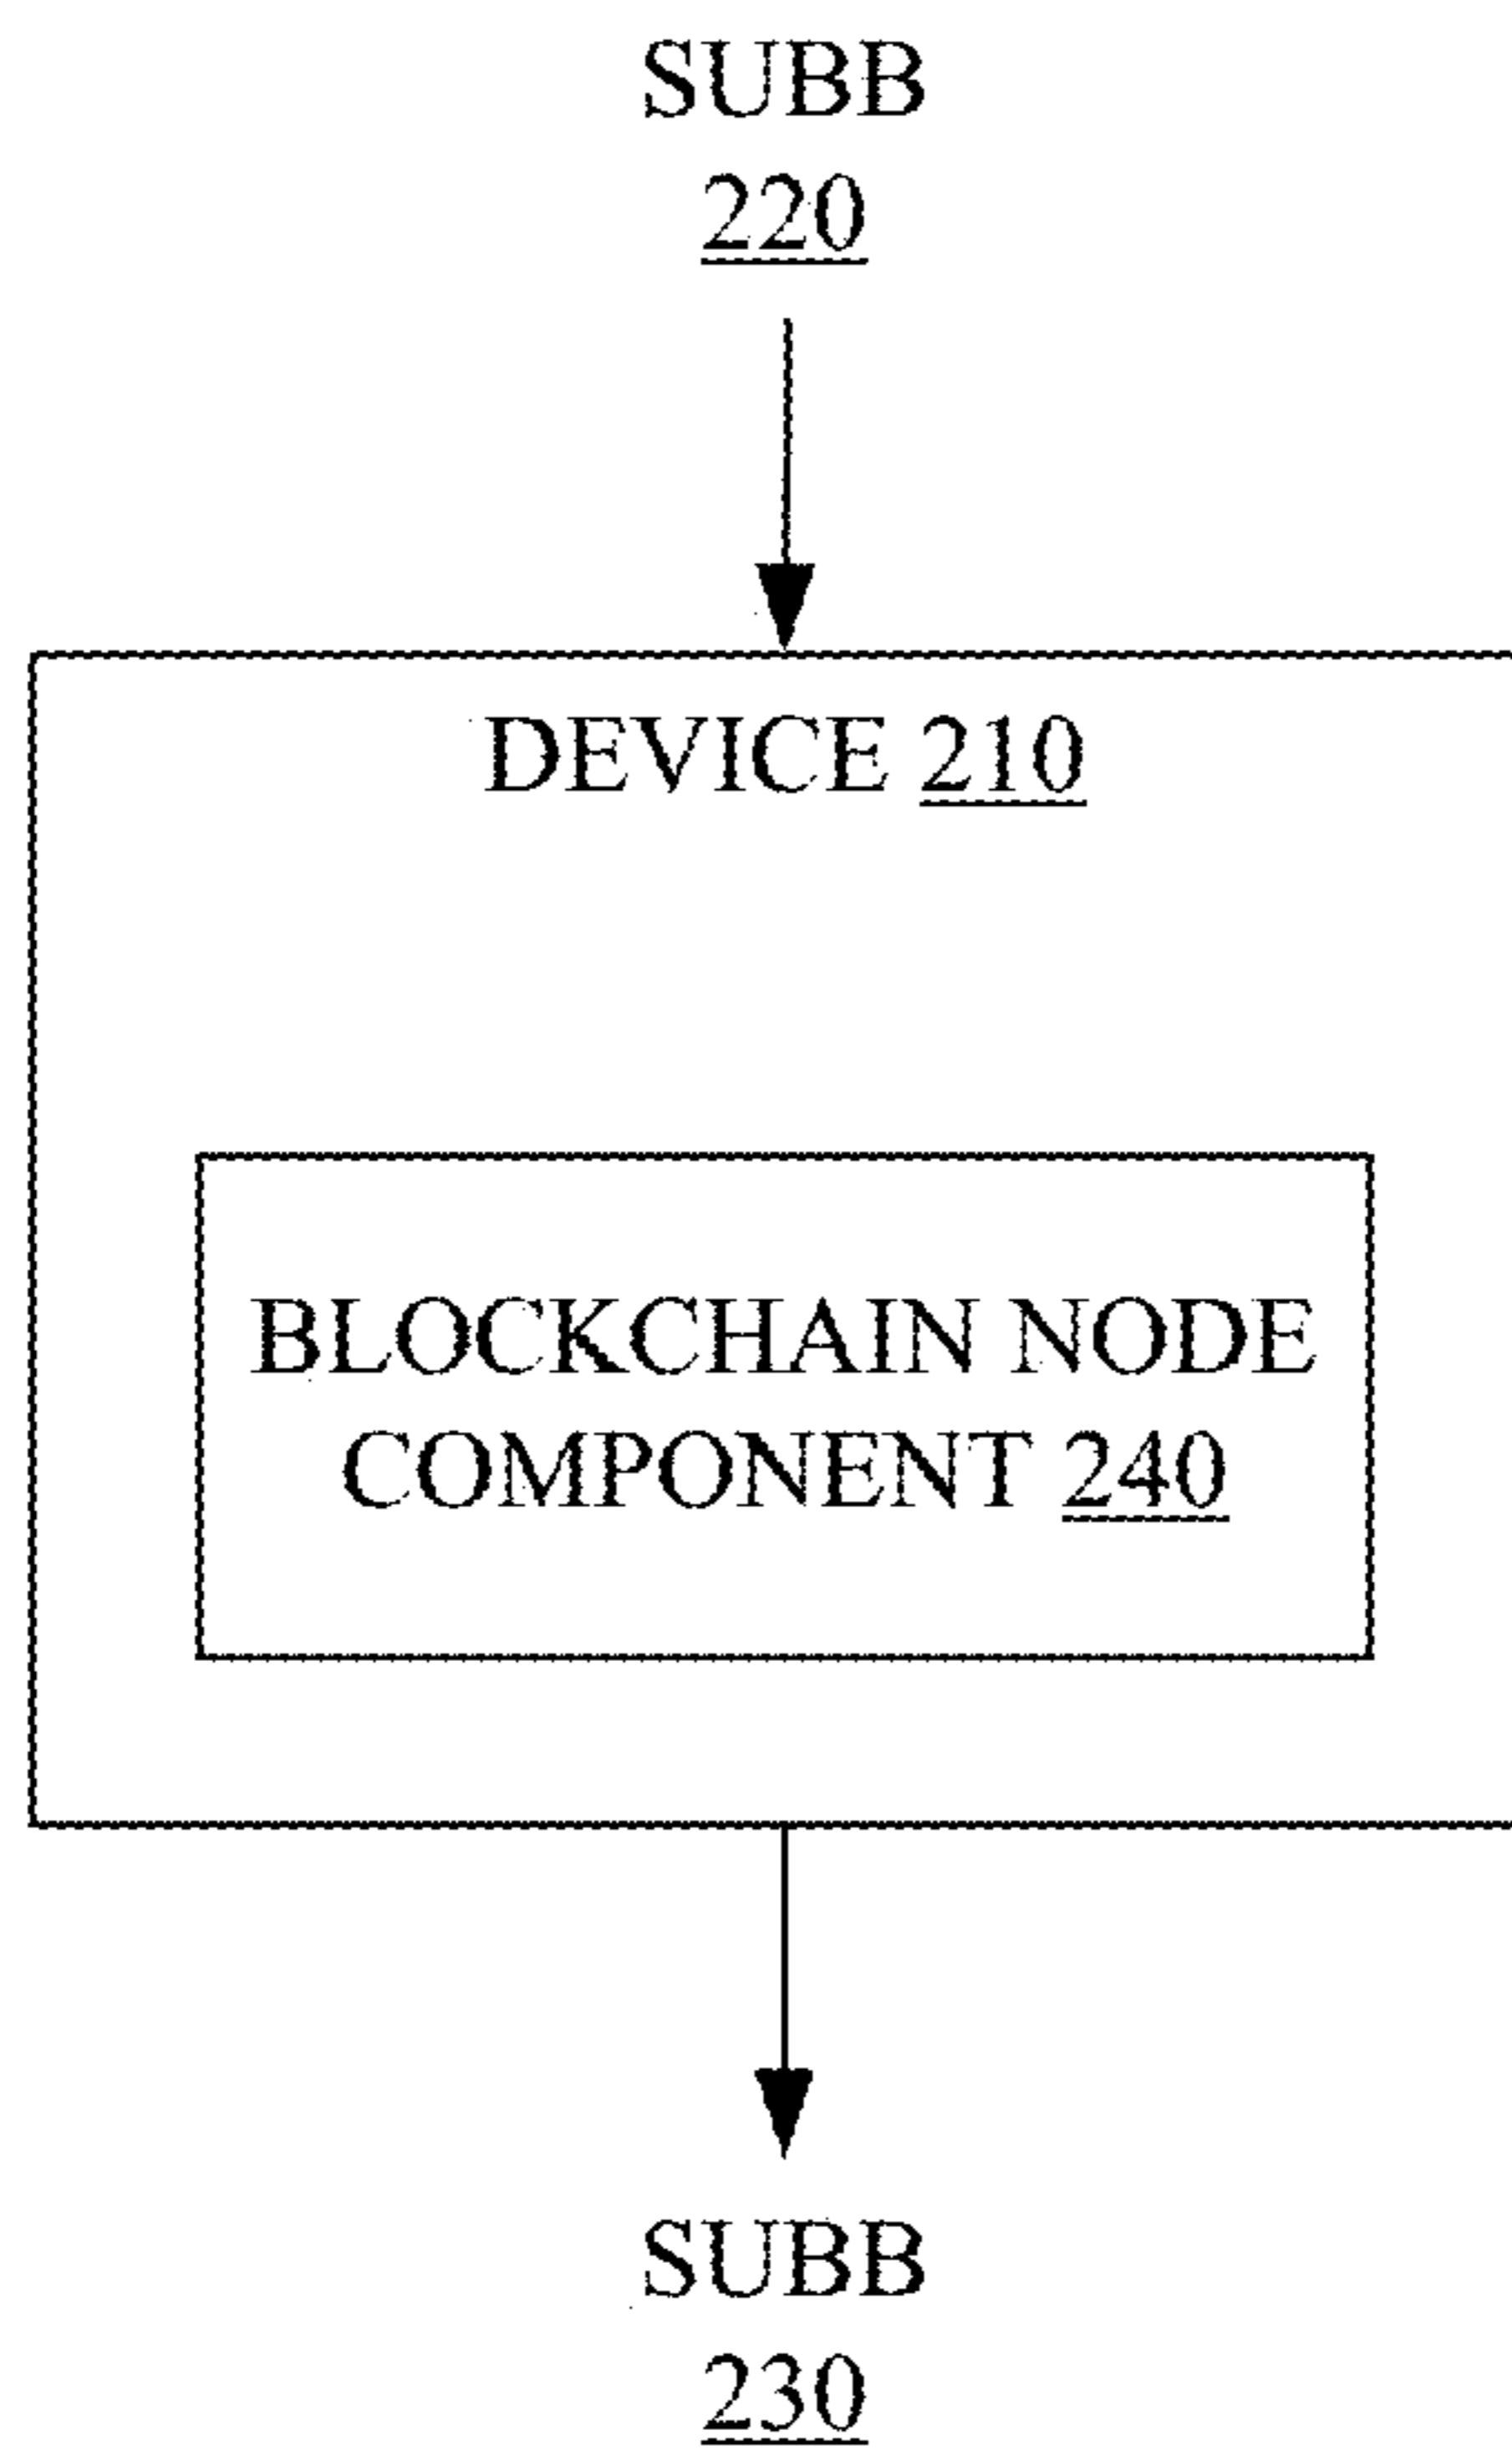 SUBB
220
DEVICE 210
BLOCKCHAIN NODE
COMPONENT 240
SUBB
230